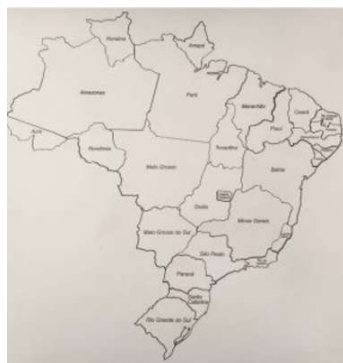 Roraima
Amapá
Amazonas
Pará
Maranhão
Ceará
Piauí
Acre
Rondônia
Tocantins
Mato Grosso
Bahia
Goiás
Minas Gerais
Mato Grosso do Sul
São Paulo
Paraná
Santa
Catarina
Rio Grande do Sul